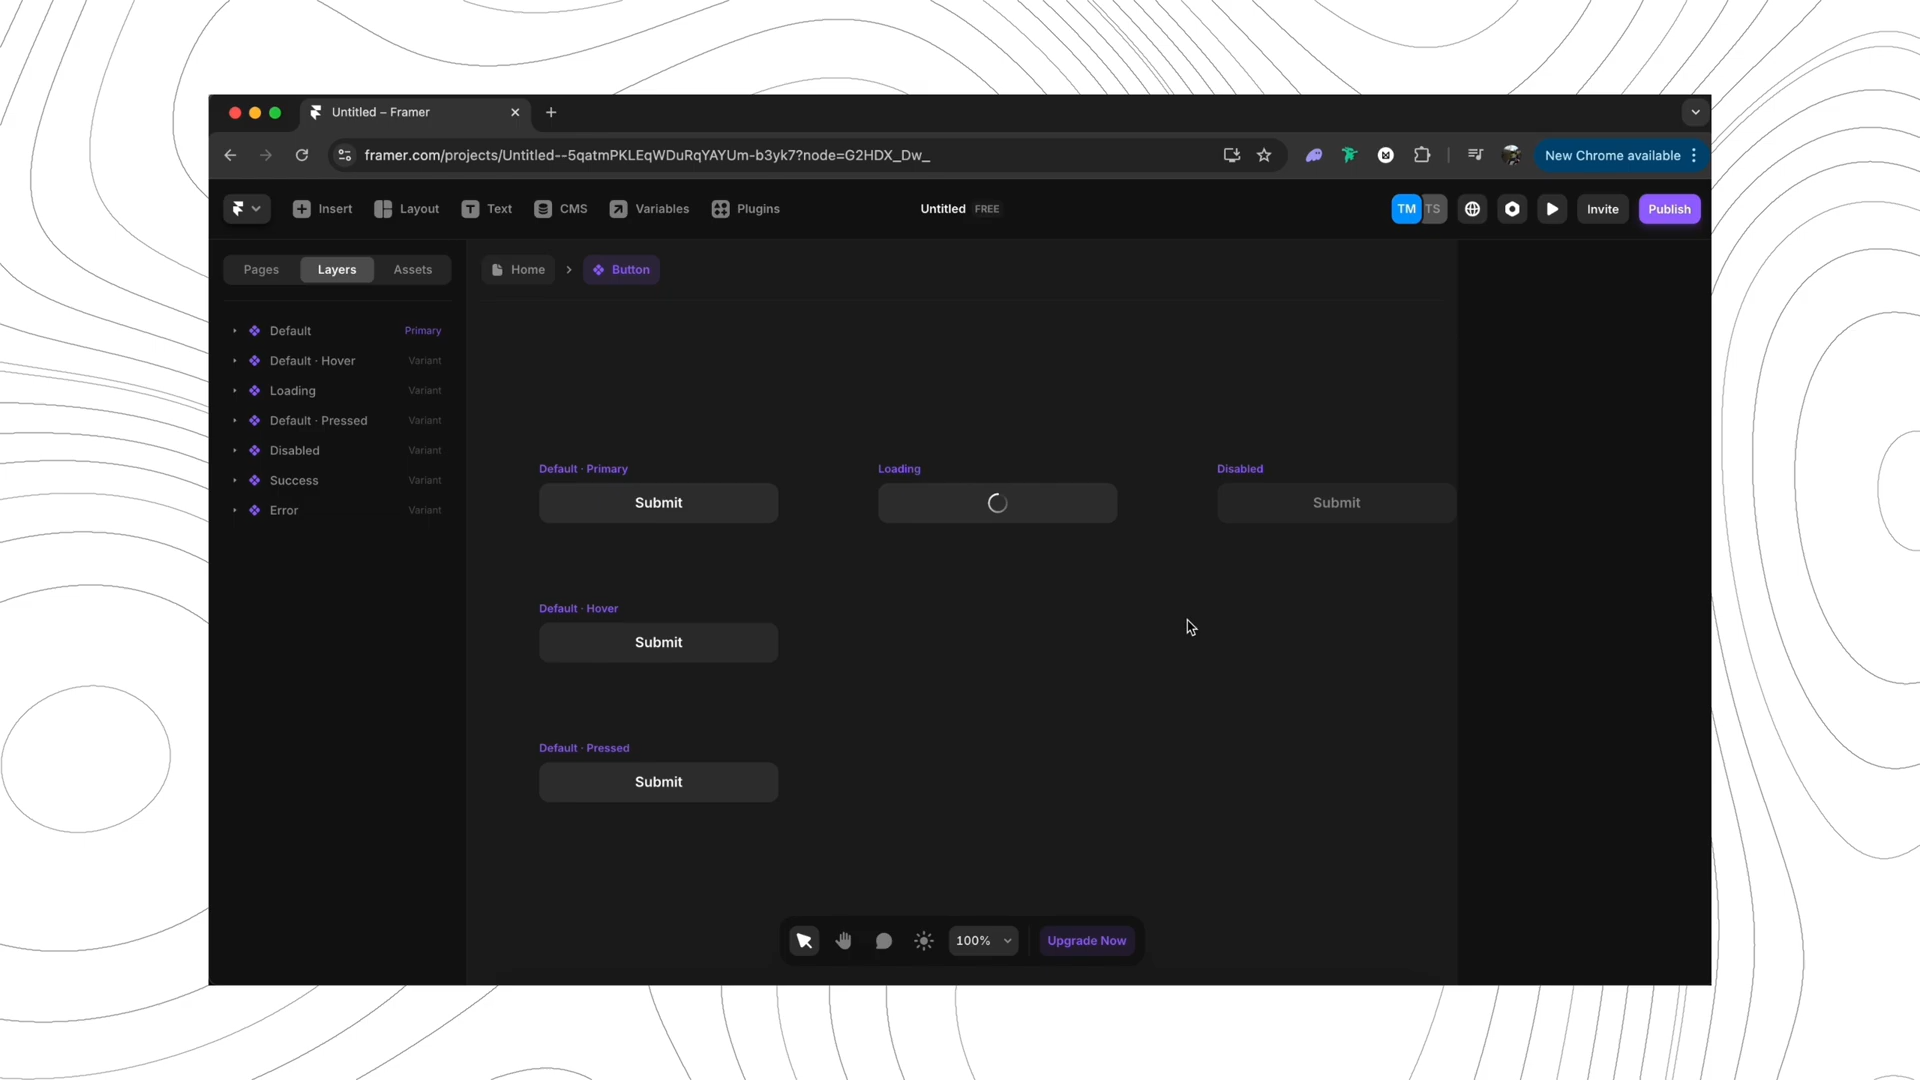 Untitled – Framer
framer.com/projects/Untitled--5qatmPKLEqWDuRqYAYUm-b3yk7?node=G2HDX_Dw_
New Chrome available
Insert
Layout
Text
CMS
Variables
Plugins
Untitled FREE
TM
TS
Invite
Publish
Pages
Layers
Assets
Home
Button
Default Primary
Default · Hover Variant
Loading Variant
Default · Pressed Variant
Disabled Variant
Success Variant
Error Variant
Default · Primary
Submit
Loading
Disabled
Submit
Default · Hover
Submit
Default · Pressed
Submit
100%
Upgrade Now